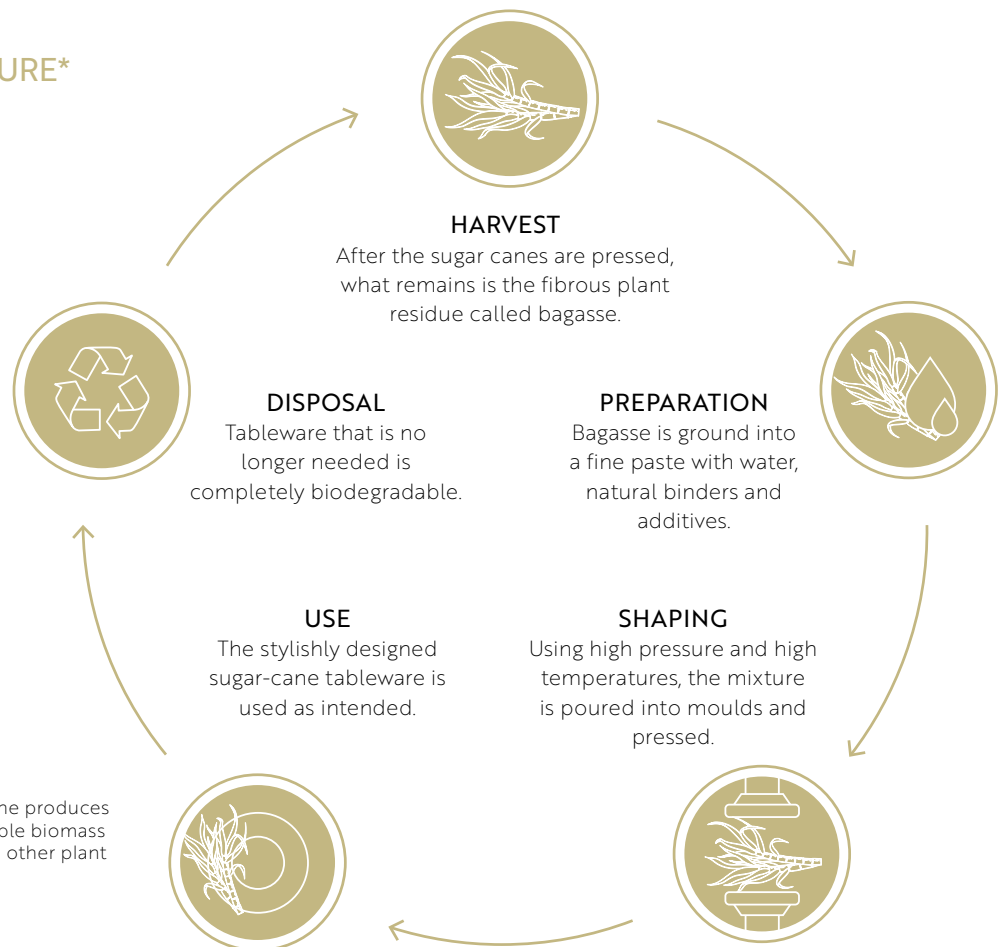 URE*
HARVEST
After the sugar canes are pressed,
what remains is the fibrous plant
residue called bagasse.
DISPOSAL
Tableware that is no
longer needed is
completely biodegradable.
PREPARATION
Bagasse is ground into
a fine paste with water,
natural binders and
additives.
USE
The stylishly designed
sugar-cane tableware is
used as intended.
SHAPING
Using high pressure and high
temperatures, the mixture
is poured into moulds and
pressed.
ne produces
ble biomass
other plant